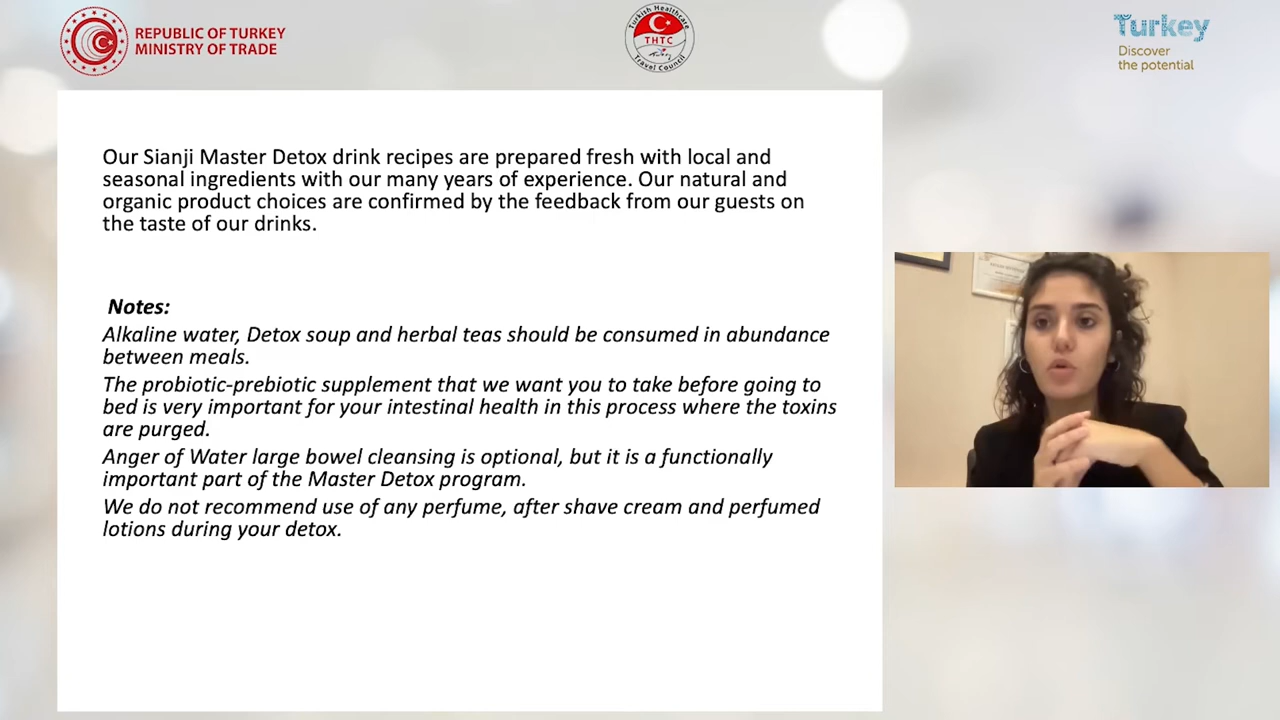 REPUBLIC OF TURKEY
MINISTRY OF TRADE
Turkish Healthcare
THTC
Travel Council
Turkey
Discover
the potential
Our Sianji Master Detox drink recipes are prepared fresh with local and
seasonal ingredients with our many years of experience. Our natural and
organic product choices are confirmed by the feedback from our guests on
the taste of our drinks.
Notes:
Alkaline water, Detox soup and herbal teas should be consumed in abundance
between meals.
The probiotic-prebiotic supplement that we want you to take before going to
bed is very important for your intestinal health in this process where the toxins
are purged.
Anger of Water large bowel cleansing is optional, but it is a functionally
important part of the Master Detox program.
We do not recommend use of any perfume, after shave cream and perfumed
lotions during your detox.